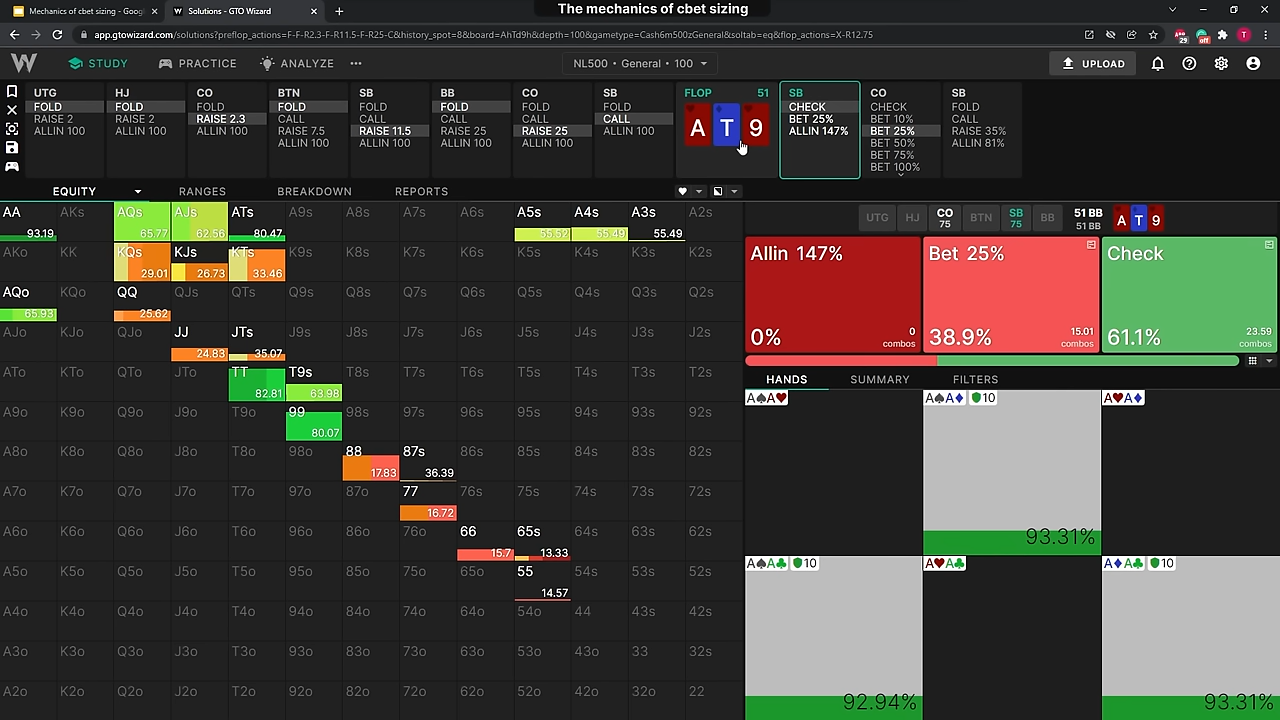 The mechanics of cbet sizing
Mechanics of cbet sizing - Goog
Solutions - GTO Wizard
app.gtowizard.com/solutions?preflop_actions=F-F-R2.3-F-R11.5-F-R25-C&history_spot=8&board=AhTd9h&depth=100&gametype=Cash6m500zGeneral&soltab=eq&flop_actions=X-R12.75
STUDY
PRACTICE
ANALYZE
NL500 • General • 100
UPLOAD
UTG
FOLD
RAISE 2
ALLIN 100
HJ
FOLD
RAISE 2
ALLIN 100
CO
FOLD
RAISE 2.3
ALLIN 100
BTN
FOLD
CALL
RAISE 7.5
ALLIN 100
SB
FOLD
CALL
RAISE 11.5
ALLIN 100
BB
FOLD
CALL
RAISE 25
ALLIN 100
CO
FOLD
CALL
RAISE 25
ALLIN 100
SB
FOLD
CALL
ALLIN 100
FLOP 51
A T 9
SB
CHECK
BET 25%
ALLIN 147%
CO
CHECK
BET 10%
BET 25%
BET 50%
BET 75%
BET 100%
SB
FOLD
CALL
RAISE 35%
ALLIN 81%
EQUITY RANGES BREAKDOWN REPORTS
AA 93.19 AKs AQs 65.77 AJs 62.56 ATs 80.47 A9s A8s A7s A6s A5s 55.52 A4s 55.49 A3s 55.49 A2s
AKo KK KQs 29.01 KJs 26.73 KTs 33.46 K9s K8s K7s K6s K5s K4s K3s K2s
AQo 65.93 KQo QQ 25.62 QJs QTs Q9s Q8s Q7s Q6s Q5s Q4s Q3s Q2s
AJo KJo QJo JJ 24.83 JTs 35.07 J9s J8s J7s J6s J5s J4s J3s J2s
ATo KTo QTo JTo TT 82.81 T9s 63.98 T8s T7s T6s T5s T4s T3s T2s
A9o K9o Q9o J9o T9o 99 80.07 98s 97s 96s 95s 94s 93s 92s
A8o K8o Q8o J8o T8o 98o 88 17.83 87s 36.39 86s 85s 84s 83s 82s
A7o K7o Q7o J7o T7o 97o 87o 77 16.72 76s 75s 74s 73s 72s
A6o K6o Q6o J6o T6o 96o 86o 76o 66 15.7 65s 13.33 64s 63s 62s
A5o K5o Q5o J5o T5o 95o 85o 75o 65o 55 14.57 54s 53s 52s
A4o K4o Q4o J4o T4o 94o 84o 74o 64o 54o 44 43s 42s
A3o K3o Q3o J3o T3o 93o 83o 73o 63o 53o 43o 33 32s
A2o K2o Q2o J2o T2o 92o 82o 72o 62o 52o 42o 32o 22
UTG
HJ
CO 75
BTN
SB 75
BB
51 BB
51 BB
A T 9
Allin 147%
0%
0
combos
Bet 25%
38.9%
15.01
combos
Check
61.1%
23.59
combos
HANDS SUMMARY FILTERS
A♠A♥
A♠A♦ 10
93.31%
A♥A♦
A♠A♣ 10
92.94%
A♥A♣
A♦A♣ 10
93.31%